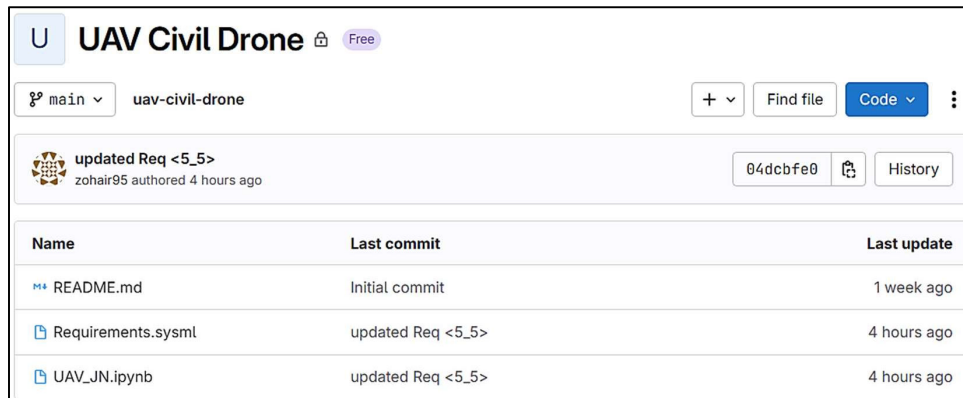 U UAV Civil Drone Free
main uav-civil-drone + Find file Code
updated Req <5_5>
zohair95 authored 4 hours ago 04dcbfe0 History
Name Last commit Last update
M↓ README.md Initial commit 1 week ago
Requirements.sysml updated Req <5_5> 4 hours ago
UAV_JN.ipynb updated Req <5_5> 4 hours ago